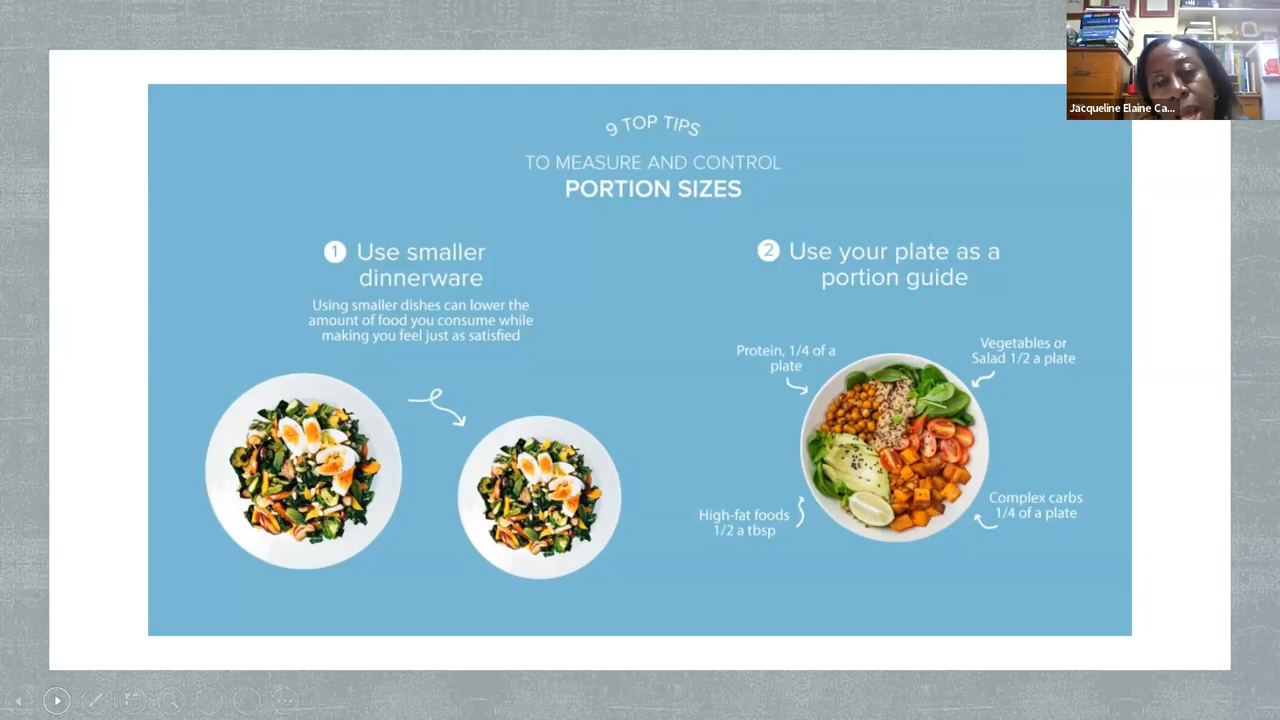 9 TOP TIPS
TO MEASURE AND CONTROL
PORTION SIZES
1 Use smaller
dinnerware
Using smaller dishes can lower the
amount of food you consume while
making you feel just as satisfied
2 Use your plate as a
portion guide
Protein, 1/4 of a
plate
Vegetables or
Salad 1/2 a plate
High-fat foods
1/2 a tbsp
Complex carbs
1/4 of a plate
Jacqueline Elaine Ca...